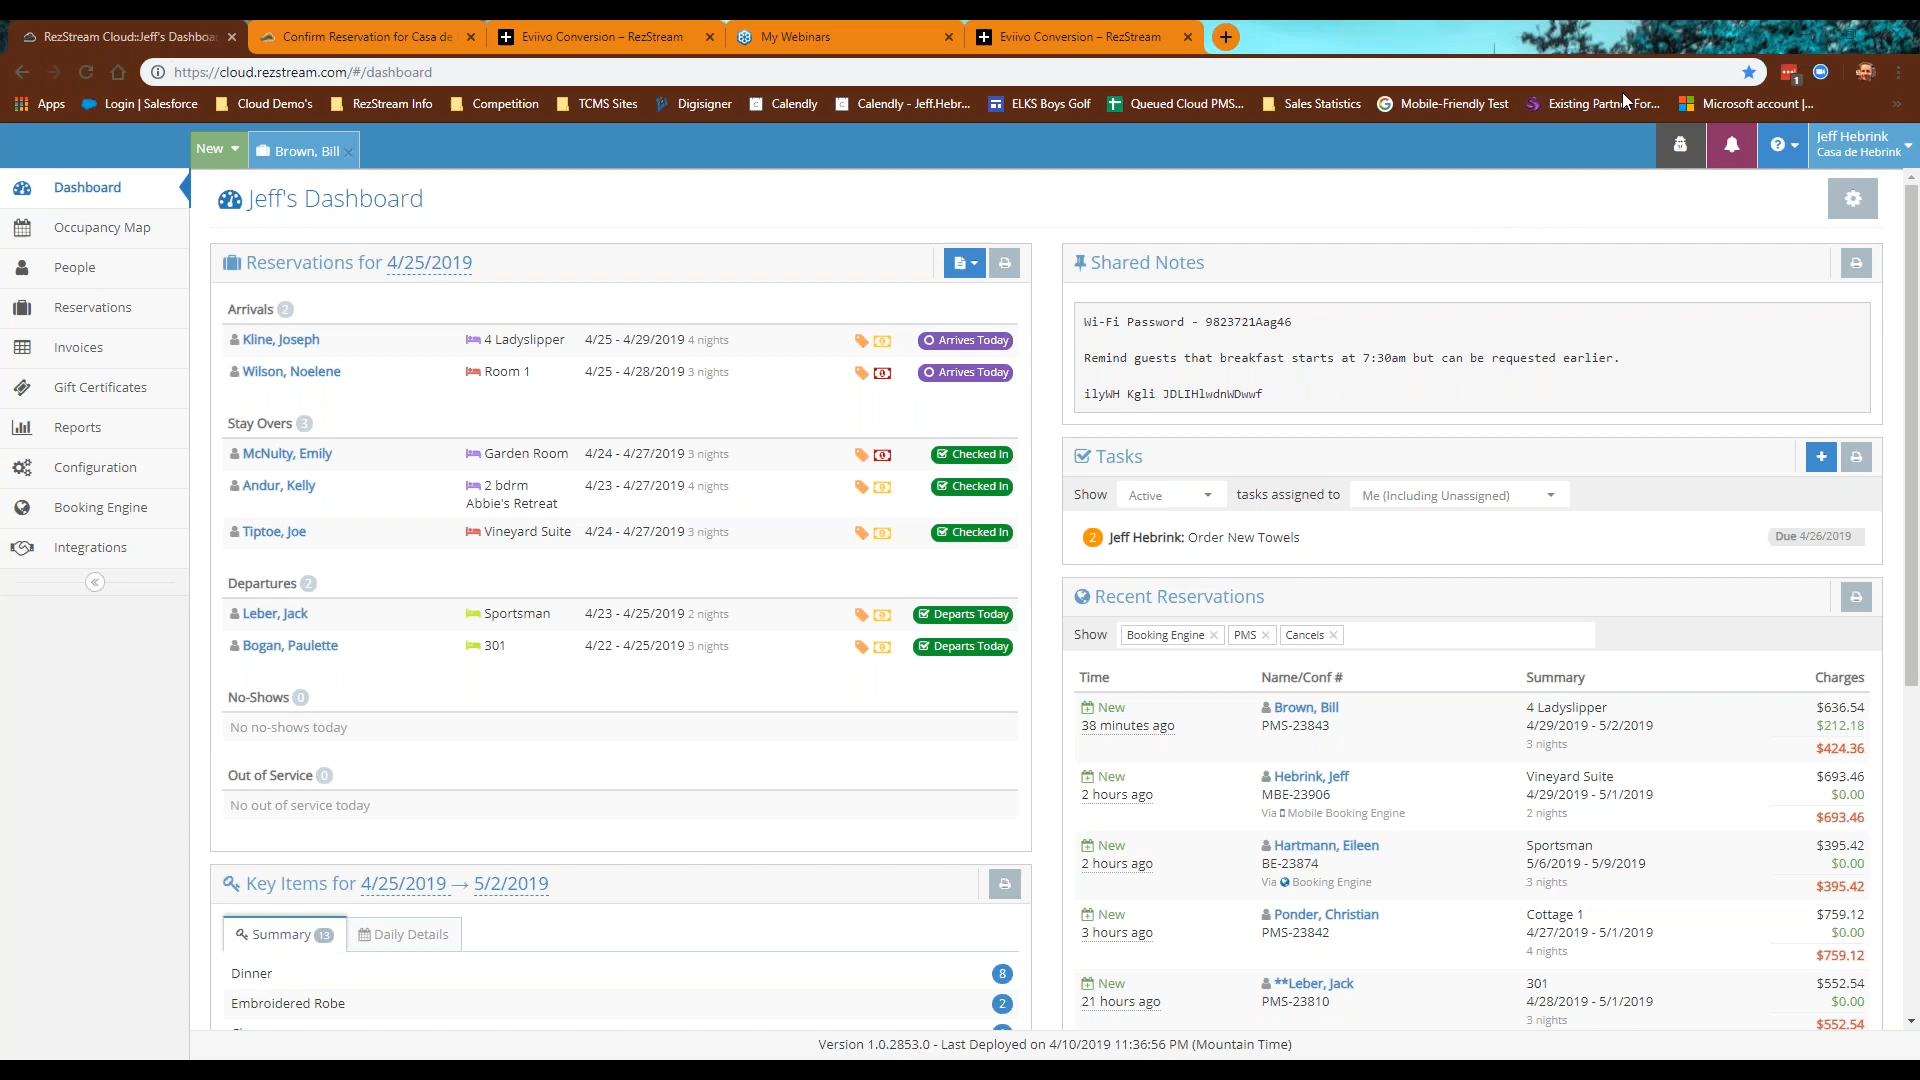 RezStream Cloud::Jeff's Dashboa
Confirm Reservation for Casa de
Eviivo Conversion – RezStream
My Webinars
Eviivo Conversion – RezStream
https://cloud.rezstream.com/#/dashboard
1
Apps
Login | Salesforce
Cloud Demo's
RezStream Info
Competition
TCMS Sites
Digisigner
Calendly
Calendly - Jeff.Hebr...
ELKS Boys Golf
Queued Cloud PMS...
Sales Statistics
Mobile-Friendly Test
Existing Partner For...
Microsoft account |...
New
Brown, Bill
Jeff Hebrink
Casa de Hebrink
Dashboard
Occupancy Map
People
Reservations
Invoices
Gift Certificates
Reports
Configuration
Booking Engine
Integrations
Jeff's Dashboard
Reservations for 4/25/2019
Arrivals 2
Kline, Joseph 4 Ladyslipper 4/25 - 4/29/2019 4 nights Arrives Today
Wilson, Noelene Room 1 4/25 - 4/28/2019 3 nights Arrives Today
Stay Overs 3
McNulty, Emily Garden Room 4/24 - 4/27/2019 3 nights Checked In
Andur, Kelly 2 bdrm 4/23 - 4/27/2019 4 nights Checked In
Abbie's Retreat
Tiptoe, Joe Vineyard Suite 4/24 - 4/27/2019 3 nights Checked In
Departures 2
Leber, Jack Sportsman 4/23 - 4/25/2019 2 nights Departs Today
Bogan, Paulette 301 4/22 - 4/25/2019 3 nights Departs Today
No-Shows 0
No no-shows today
Out of Service 0
No out of service today
Key Items for 4/25/2019 → 5/2/2019
Summary 13 Daily Details
Dinner 8
Embroidered Robe 2
Shared Notes
Wi-Fi Password - 9823721Aag46
Remind guests that breakfast starts at 7:30am but can be requested earlier.
ilyWH Kgli JDLIHlwdnWDwwf
Tasks
Show Active tasks assigned to Me (Including Unassigned)
2 Jeff Hebrink: Order New Towels Due 4/26/2019
Recent Reservations
Show Booking Engine PMS Cancels
Time Name/Conf # Summary Charges
New Brown, Bill 4 Ladyslipper $636.54
38 minutes ago PMS-23843 4/29/2019 - 5/2/2019 $212.18
3 nights $424.36
New Hebrink, Jeff Vineyard Suite $693.46
2 hours ago MBE-23906 4/29/2019 - 5/1/2019 $0.00
Via Mobile Booking Engine 2 nights $693.46
New Hartmann, Eileen Sportsman $395.42
2 hours ago BE-23874 5/6/2019 - 5/9/2019 $0.00
Via Booking Engine 3 nights $395.42
New Ponder, Christian Cottage 1 $759.12
3 hours ago PMS-23842 4/27/2019 - 5/1/2019 $0.00
4 nights $759.12
New **Leber, Jack 301 $552.54
21 hours ago PMS-23810 4/28/2019 - 5/1/2019 $0.00
3 nights $552.54
Version 1.0.2853.0 - Last Deployed on 4/10/2019 11:36:56 PM (Mountain Time)